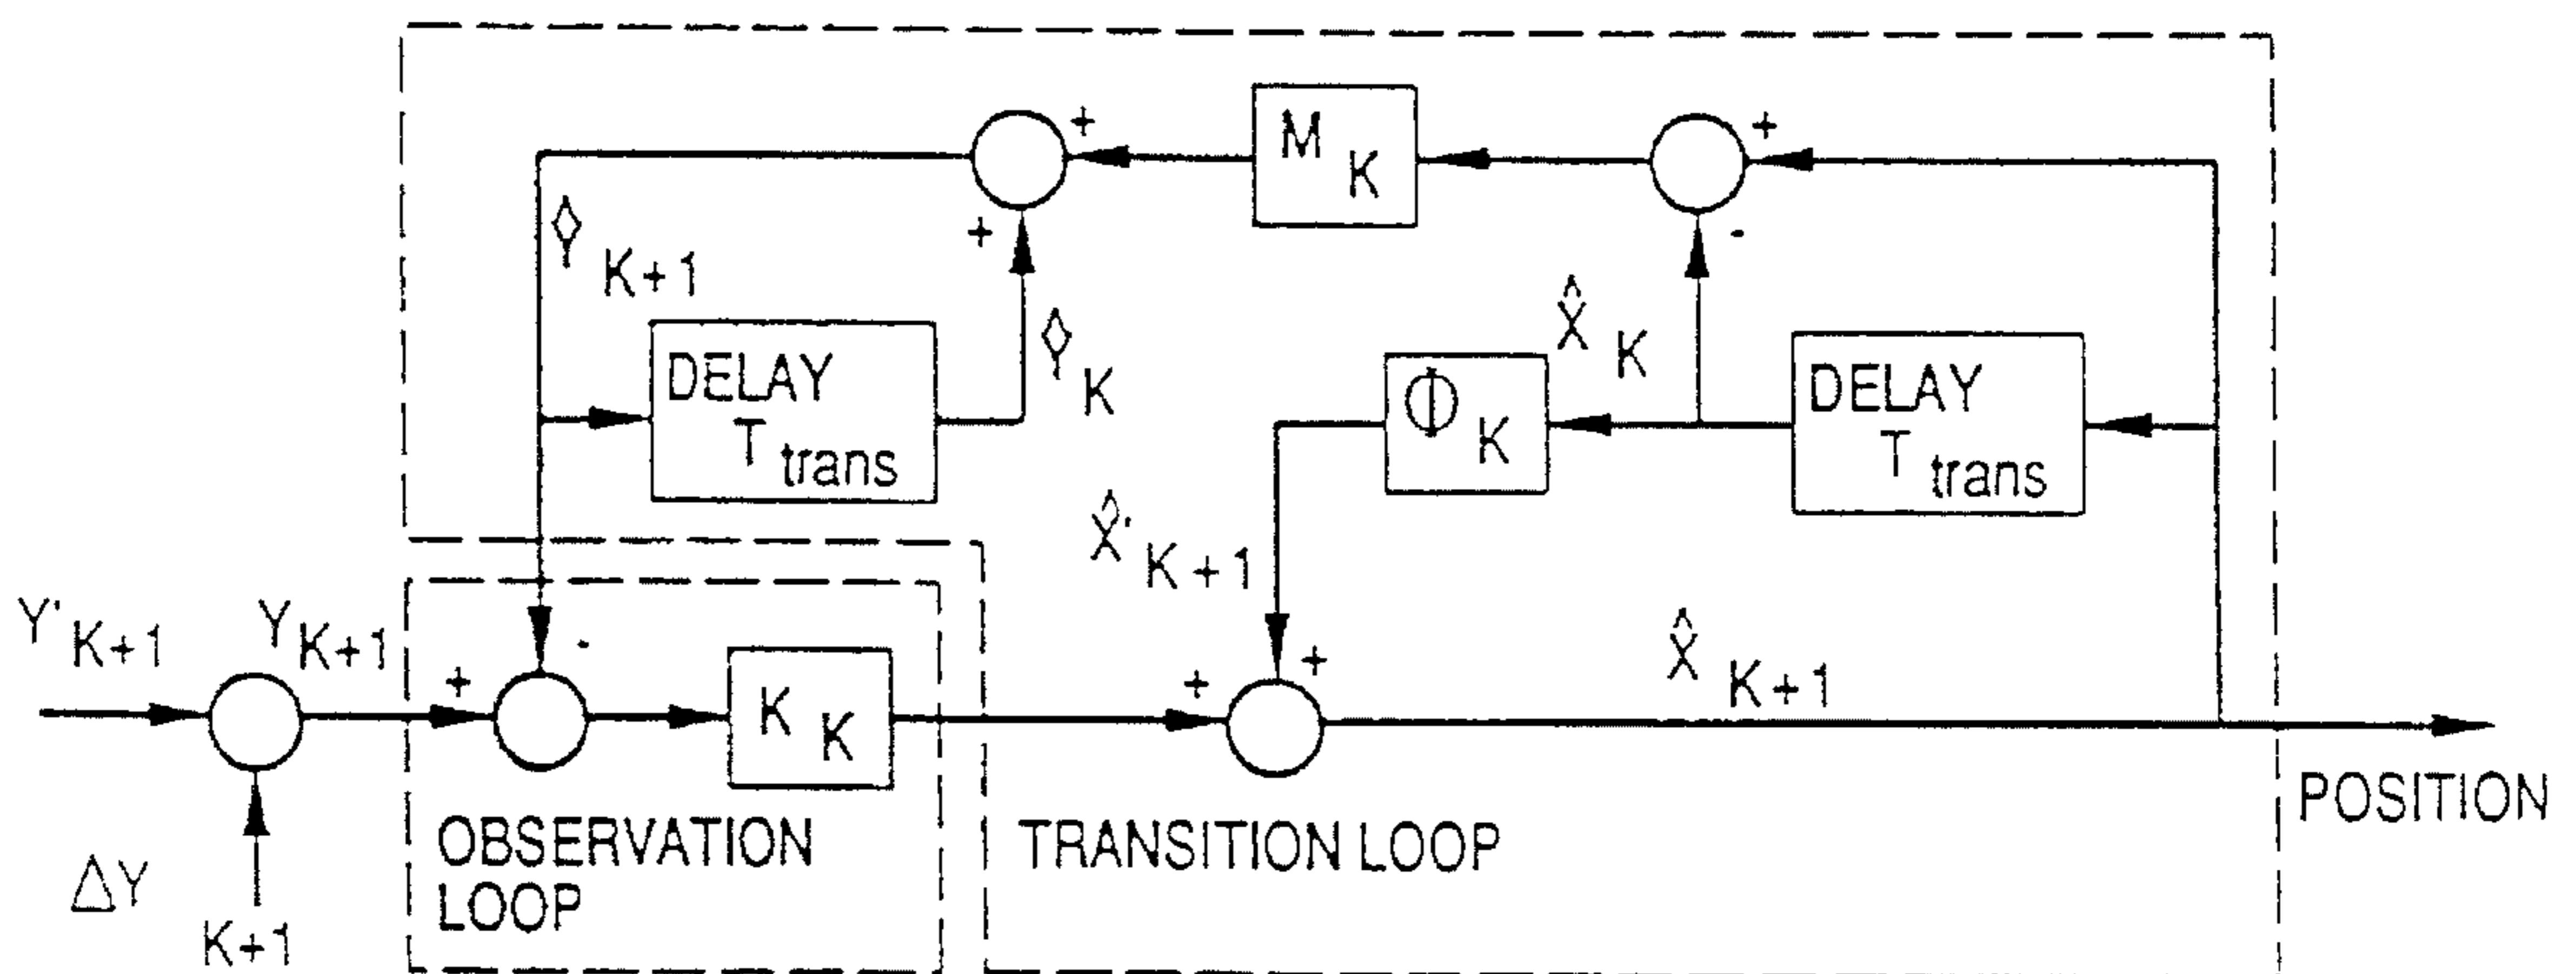 +
M K
+
+
-
Ŷ K+1
X̂ K
Ŷ K
DELAY
T trans
Φ K
DELAY
T trans
X̂' K+1
Y' K+1
Y K+1
-
+
K K
+
+
X̂ K+1
OBSERVATION
LOOP
TRANSITION LOOP
POSITION
ΔY
K+1